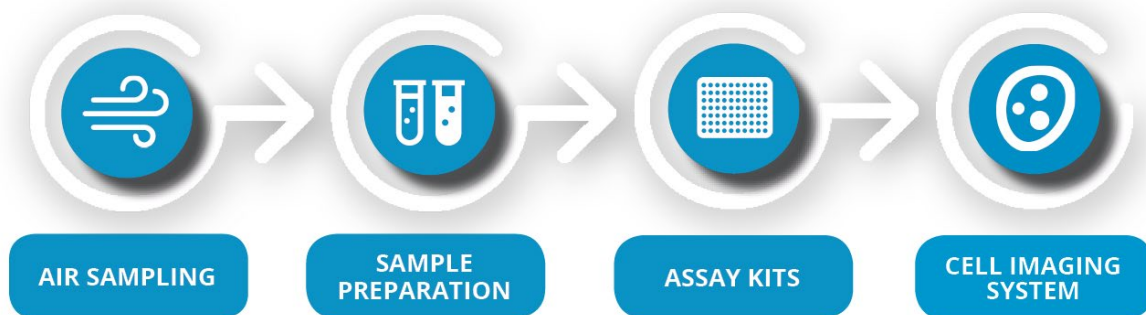 AIR SAMPLING
SAMPLE
PREPARATION
ASSAY KITS
CELL IMAGING
SYSTEM